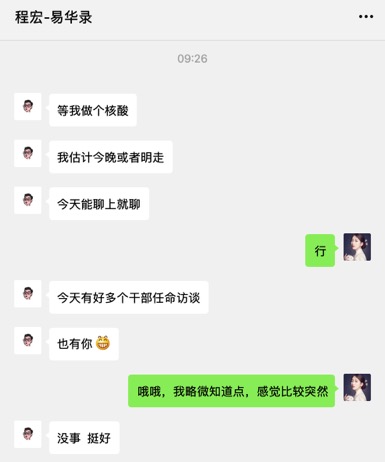 程宏-易华录
09:26
等我做个核酸
我估计今晚或者明走
今天能聊上就聊
行
今天有好多个干部任命访谈
也有你
哦哦，我略微知道点，感觉比较突然
没事 挺好